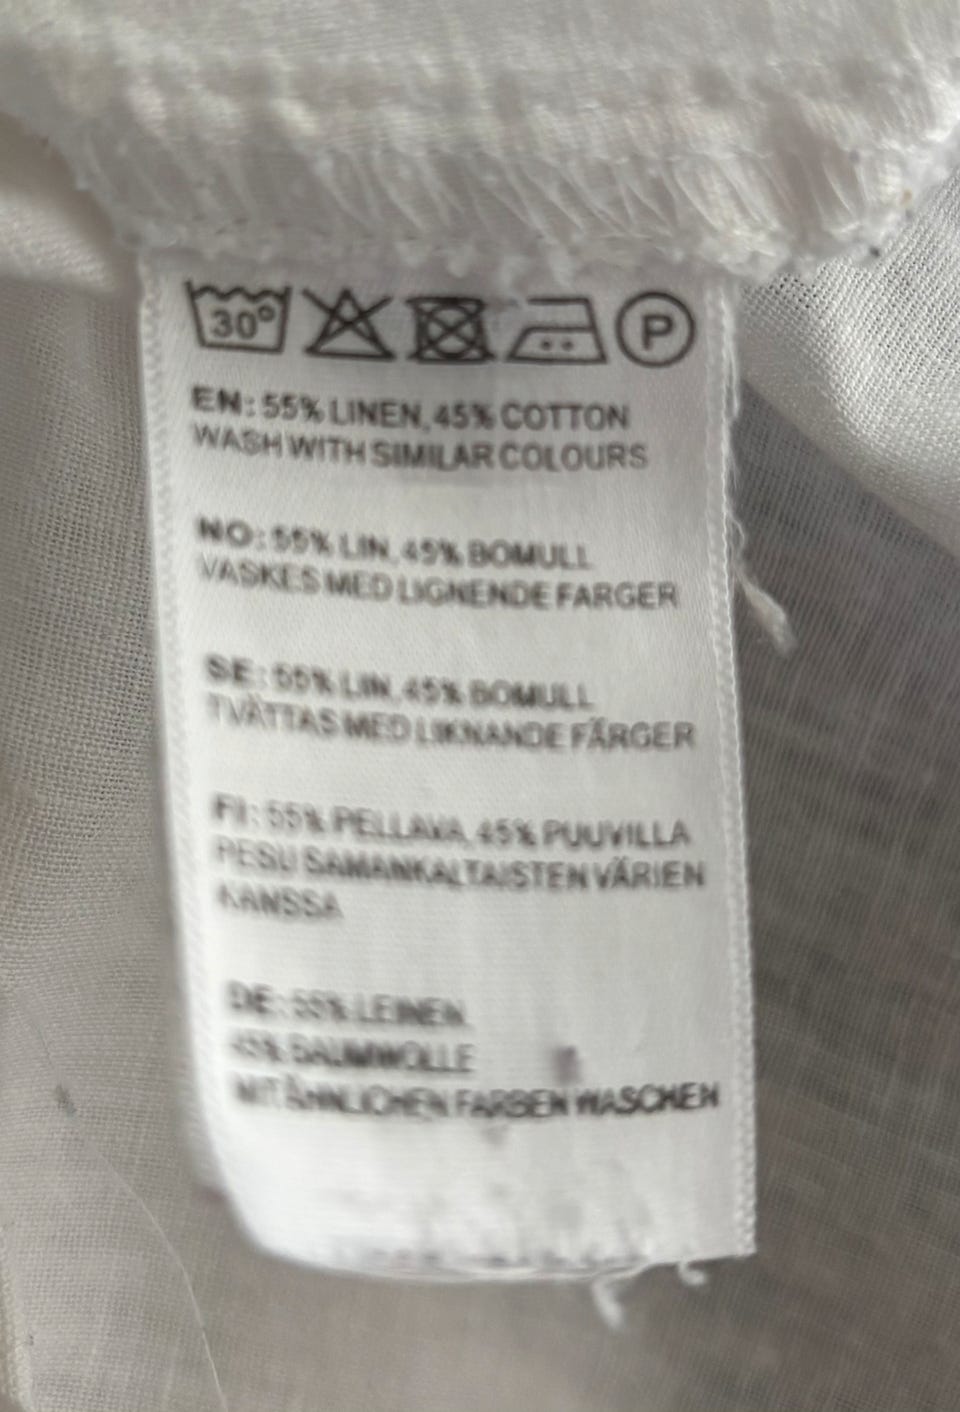 30°
P
EN: 55% LINEN, 45% COTTON
WASH WITH SIMILAR COLOURS
NO: 55% LIN, 45% BOMULL
VASKES MED LIGNENDE FARGER
SE: 55% LIN, 45% BOMULL
TVÄTTAS MED LIKNANDE FÄRGER
FI: 55% PELLAVA, 45% PUUVILLA
PESU SAMANKALTAISTEN VÄRIEN
KANSSA
DE: 55% LEINEN
45% BAUMWOLLE
MIT ÄHNLICHEN FARBEN WASCHEN